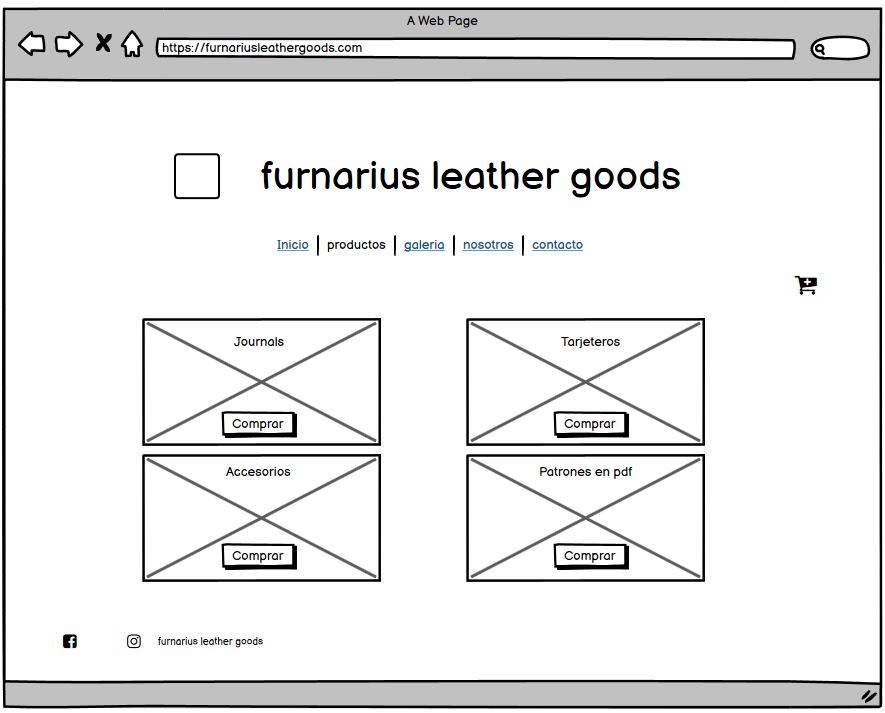 A Web Page
https://furnariusleathergoods.com
furnarius leather goods
Inicio | productos | galeria | nosotros | contacto
Journals
Tarjeteros
Comprar
Comprar
Accesorios
Patrones en pdf
Comprar
Comprar
furnarius leather goods